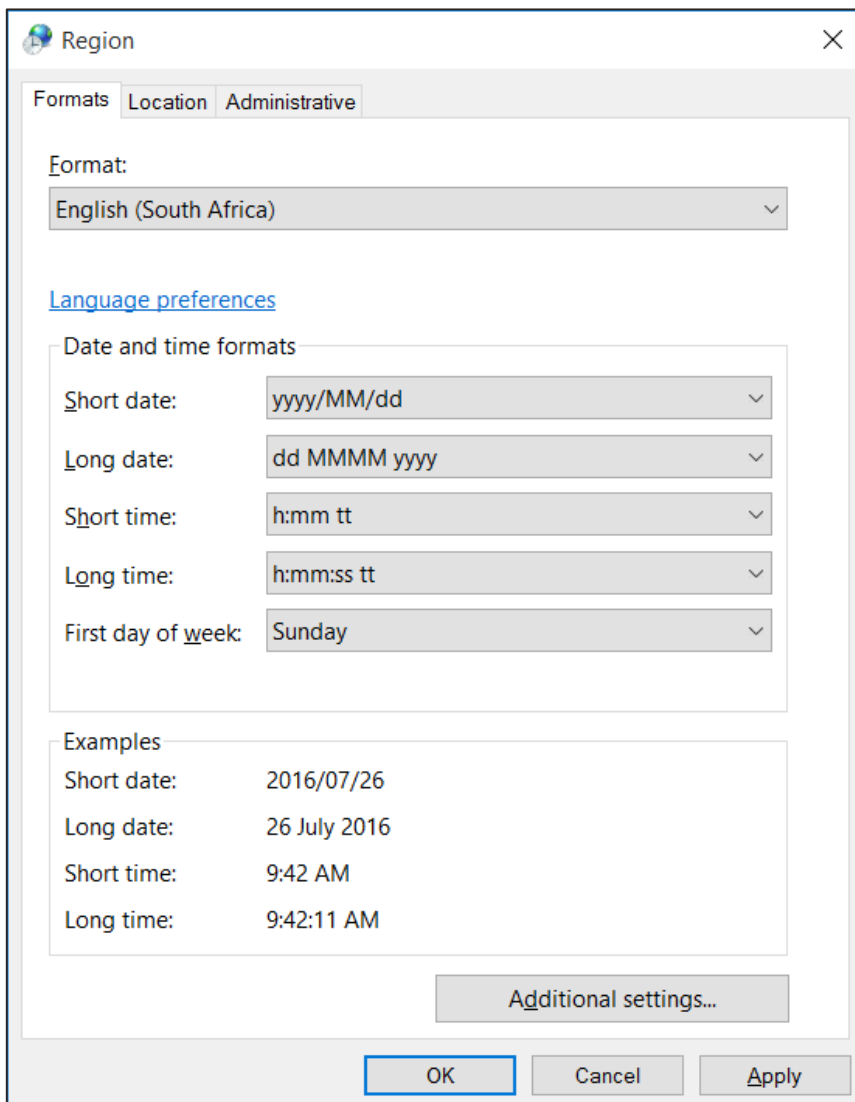 Region
Formats Location Administrative
Format:
English (South Africa)
Language preferences
Date and time formats
Short date: yyyy/MM/dd
Long date: dd MMMM yyyy
Short time: h:mm tt
Long time: h:mm:ss tt
First day of week: Sunday
Examples
Short date: 2016/07/26
Long date: 26 July 2016
Short time: 9:42 AM
Long time: 9:42:11 AM
Additional settings...
OK Cancel Apply